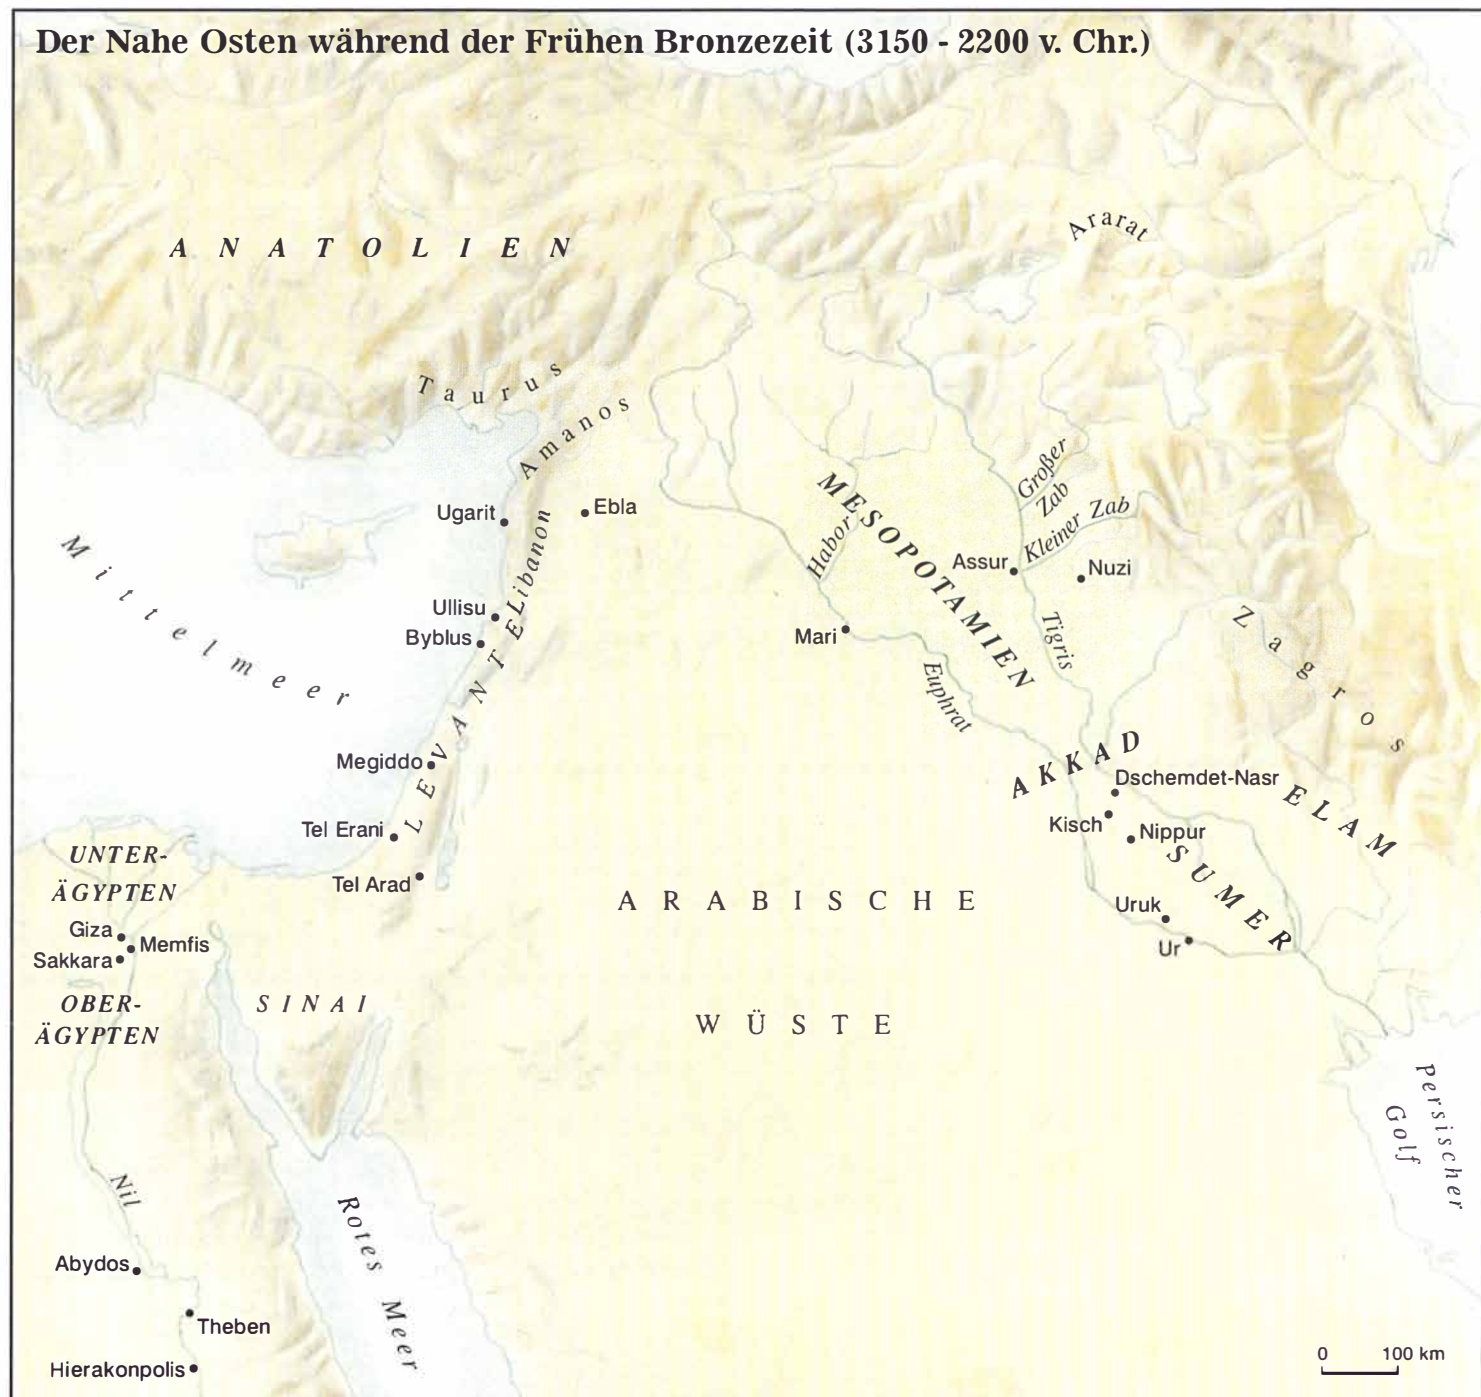 Der Nahe Osten während der Frühen Bronzezeit (3150 - 2200 v. Chr.)
Ararat
ANATOLIEN
Taurus
Amanos
Großer
Zab
Kleiner Zab
MESOPOTAMIEN
Habor
Ugarit
Ebla
Libanon
Assur
Nuzi
Mittelmeer
Ullisu
Byblus
LEVANTE
Mari
Tigris
Euphrat
Zagros
Megiddo
AKKAD
Dschemdet-Nasr
ELAM
Kisch
Nippur
SUMER
Tel Erani
Tel Arad
UNTER-
ÄGYPTEN
ARABISCHE
WÜSTE
Uruk
Ur
Giza
Memfis
Sakkara
OBER-
ÄGYPTEN
SINAI
Persischer
Golf
Nil
Rotes Meer
Abydos
Theben
Hierakonpolis
0 100 km